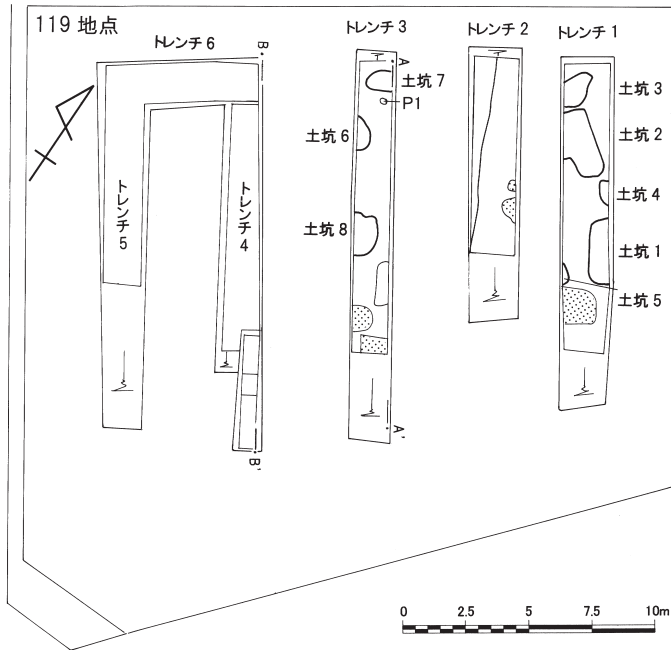 119 地点
トレンチ 6
トレンチ 3
トレンチ 2
トレンチ 1
B
A
土坑 7
P1
土坑 6
土坑 8
土坑 3
土坑 2
土坑 4
土坑 1
土坑 5
トレンチ 5
トレンチ 4
A'
B'
0 2.5 5 7.5 10m